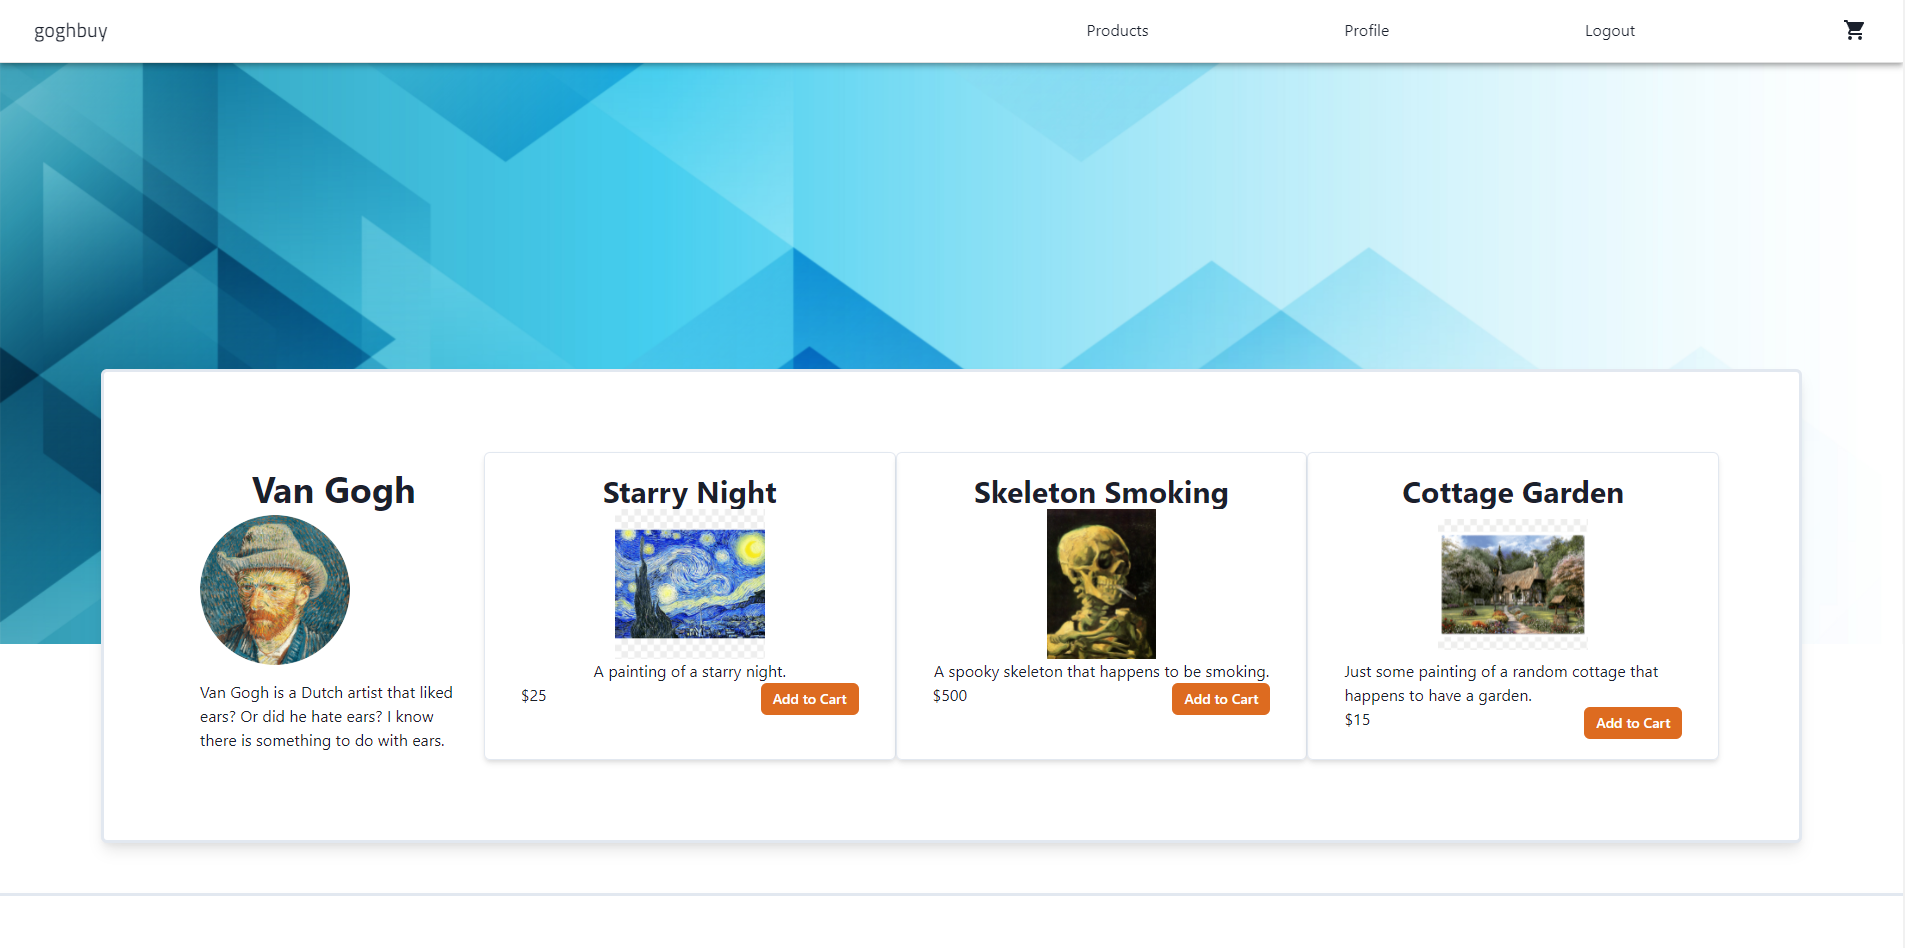 goghbuy
Products
Profile
Logout
Van Gogh
Van Gogh is a Dutch artist that liked
ears? Or did he hate ears? I know
there is something to do with ears.
Starry Night
A painting of a starry night.
$25
Add to Cart
Skeleton Smoking
A spooky skeleton that happens to be smoking.
$500
Add to Cart
Cottage Garden
Just some painting of a random cottage that
happens to have a garden.
$15
Add to Cart